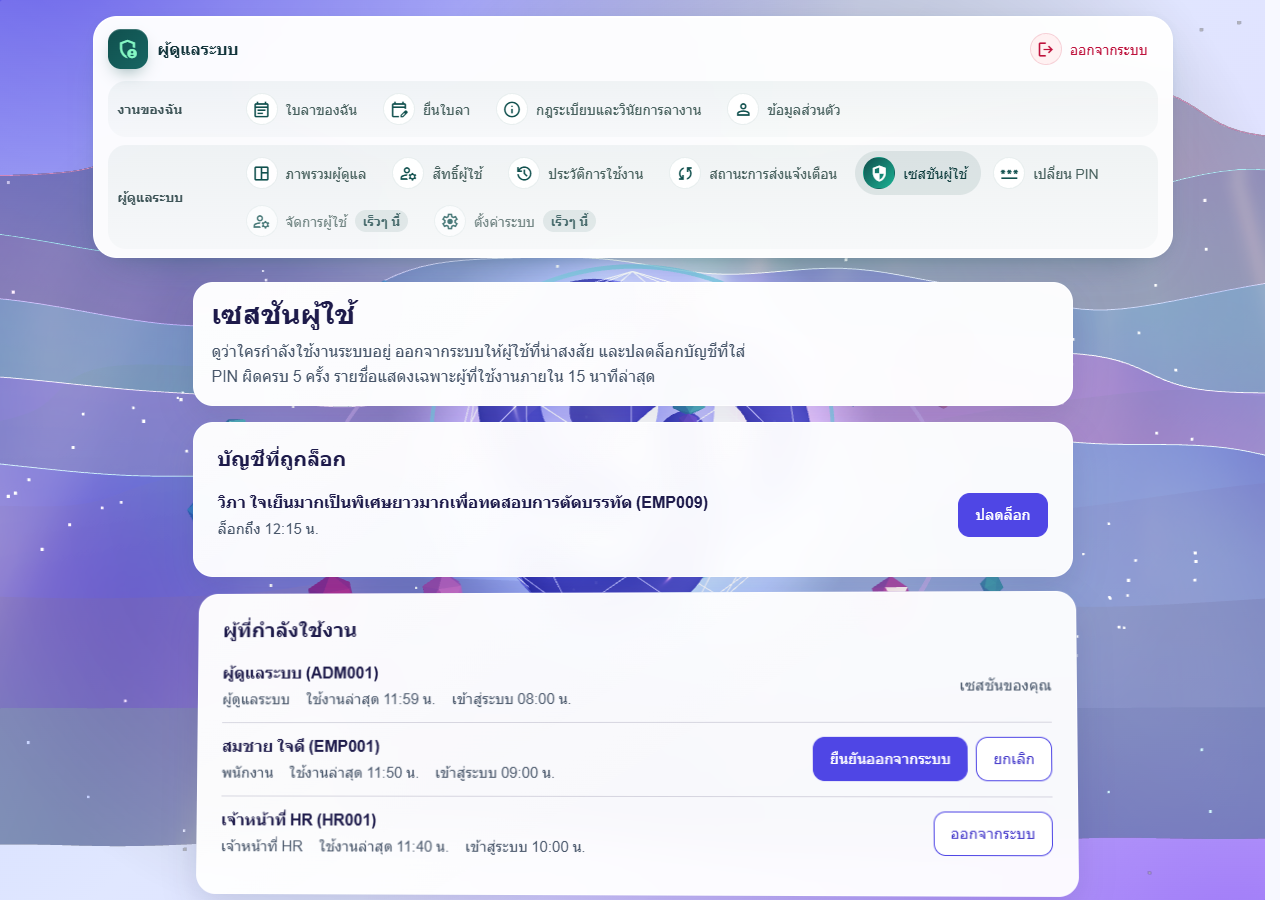 ผู้ดูแลระบบ
ออกจากระบบ
งานของฉัน
ใบลาของฉัน
ยื่นใบลา
กฎระเบียบและวินัยการลางาน
ข้อมูลส่วนตัว
ผู้ดูแลระบบ
ภาพรวมผู้ดูแล
สิทธิ์ผู้ใช้
ประวัติการใช้งาน
สถานะการส่งแจ้งเตือน
เซสชันผู้ใช้
เปลี่ยน PIN
จัดการผู้ใช้ เร็วๆ นี้
ตั้งค่าระบบ เร็วๆ นี้
เซสชันผู้ใช้
ดูว่าใครกำลังใช้งานระบบอยู่ ออกจากระบบให้ผู้ใช้ที่น่าสงสัย และปลดล็อกบัญชีที่ใส่
PIN ผิดครบ 5 ครั้ง รายชื่อแสดงเฉพาะผู้ที่ใช้งานภายใน 15 นาทีล่าสุด
บัญชีที่ถูกล็อก
วิภา ใจเย็นมากเป็นพิเศษยาวมากเพื่อทดสอบการตัดบรรทัด (EMP009)
ล็อกถึง 12:15 น.
ปลดล็อก
ผู้ที่กำลังใช้งาน
ผู้ดูแลระบบ (ADM001)
ผู้ดูแลระบบ ใช้งานล่าสุด 11:59 น. เข้าสู่ระบบ 08:00 น.
เซสชันของคุณ
สมชาย ใจดี (EMP001)
พนักงาน ใช้งานล่าสุด 11:50 น. เข้าสู่ระบบ 09:00 น.
ยืนยันออกจากระบบ
ยกเลิก
เจ้าหน้าที่ HR (HR001)
เจ้าหน้าที่ HR ใช้งานล่าสุด 11:40 น. เข้าสู่ระบบ 10:00 น.
ออกจากระบบ